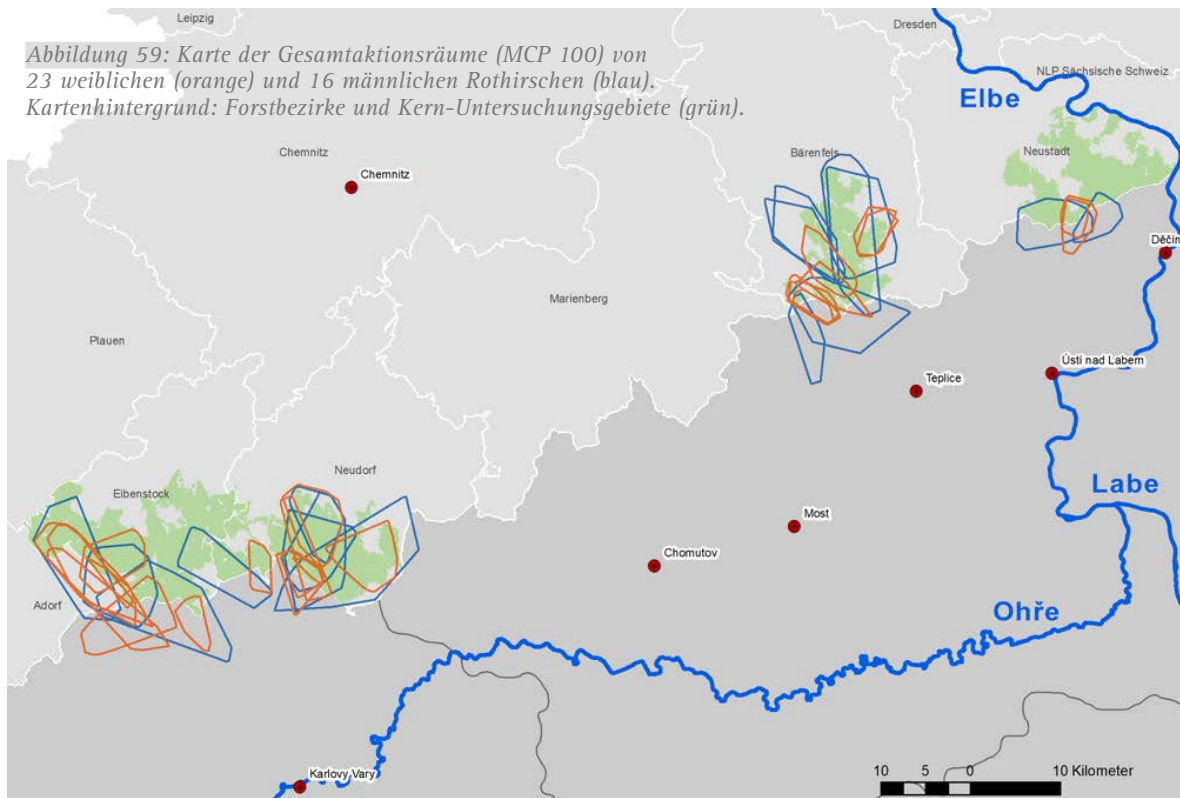 Leipzig
Dresden
Abbildung 59: Karte der Gesamtaktionsräume (MCP 100) von
23 weiblichen (orange) und 16 männlichen Rothirschen (blau).
Kartenhintergrund: Forstbezirke und Kern-Untersuchungsgebiete (grün).
NLP Sächsische Schweiz
Elbe
Chemnitz
Chemnitz
Bärenfels
Neustadt
Děčín
Marienberg
Plauen
Ústi nad Labem
Teplice
Neudorf
Eibenstock
Labe
Most
Chomutov
Adorf
Ohře
Karlovy Vary
10 5 0 10 Kilometer